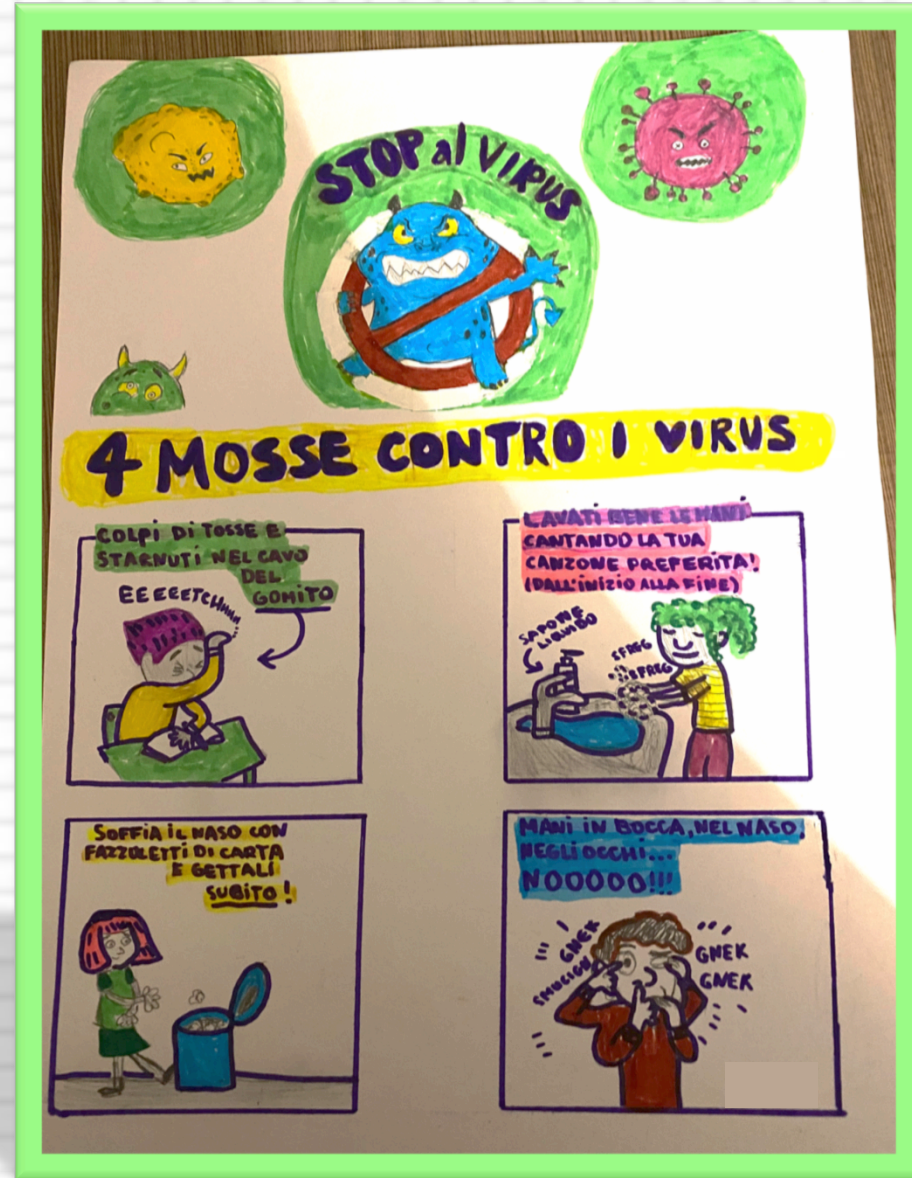 STOP al VIRUS
4 MOSSE CONTRO I VIRUS
COLPI DI TOSSE E
STARNUTI NEL CAVO
DEL
GOMITO
EEEEETCHHHH
LAVATI BENE LE MANI
CANTANDO LA TUA
CANZONE PREFERITA!
(DALL'INIZIO ALLA FINE)
SAPONE
LIQUIDO
SFREG
SFREG
SOFFIA iL NASO CON
FAZZOLETTI DI CARTA
E GETTALI
SUBITO!
MANI IN BOCCA, NEL NASO,
NEGLI OCCHI...
NOOOOO!!!
GNEK
GNEK
GNEK